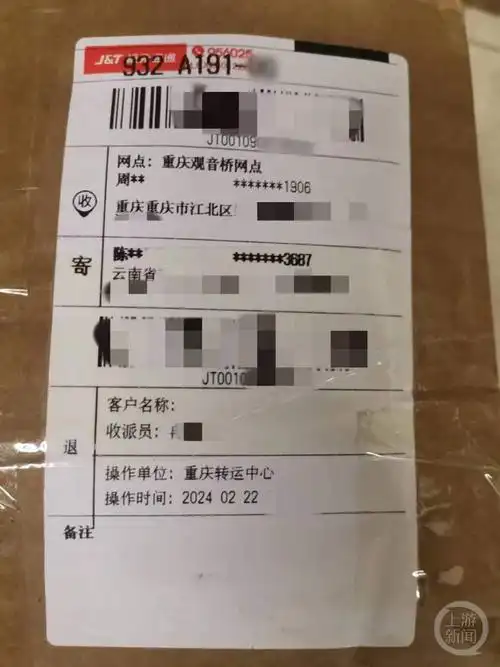 J&T 956025
932 A191-
JT00109
网点：重庆观音桥网点
周** *******1906
收
重庆重庆市江北区
寄
陈** *******3687
云南省
JT0010
客户名称：
收派员：
退
操作单位：重庆转运中心
操作时间：2024 02 22
备注
上游新闻